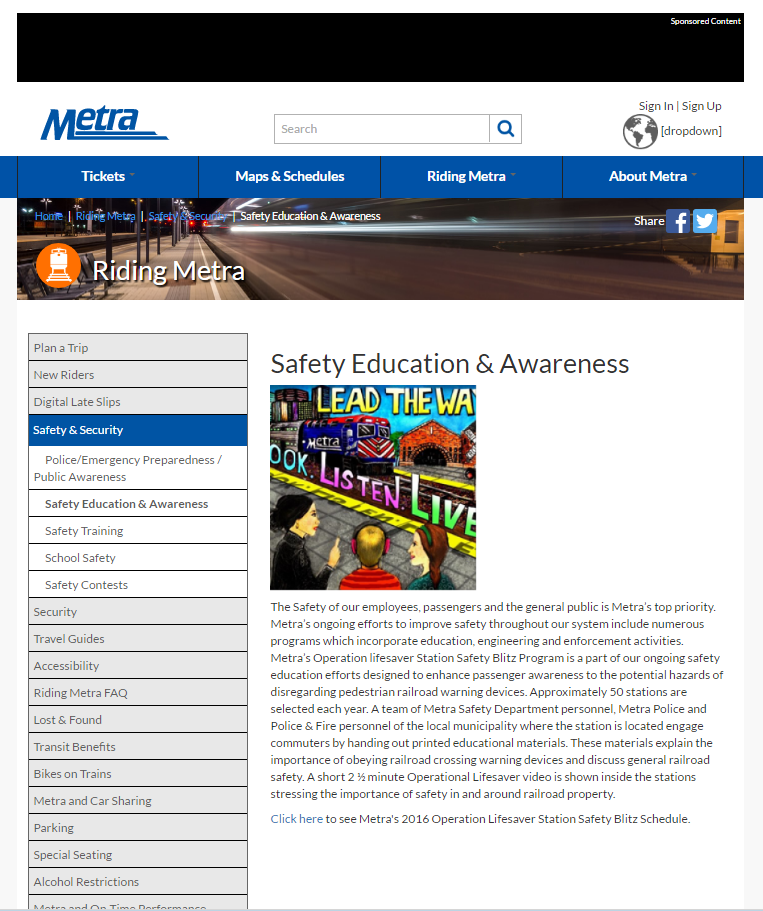 Sponsored Content
Metra
Search
Sign In | Sign Up
[dropdown]
Tickets
Maps & Schedules
Riding Metra
About Metra
Home | Riding Metra | Safety & Security | Safety Education & Awareness
Share
Riding Metra
Plan a Trip
New Riders
Digital Late Slips
Safety & Security
Police/Emergency Preparedness /
Public Awareness
Safety Education & Awareness
Safety Training
School Safety
Safety Contests
Security
Travel Guides
Accessibility
Riding Metra FAQ
Lost & Found
Transit Benefits
Bikes on Trains
Metra and Car Sharing
Parking
Special Seating
Alcohol Restrictions
Metra and On-Time Performance
Safety Education & Awareness
LEAD THE WA
Metra
OOK. LISTEN. LIVE
The Safety of our employees, passengers and the general public is Metra's top priority.
Metra's ongoing efforts to improve safety throughout our system include numerous
programs which incorporate education, engineering and enforcement activities.
Metra's Operation lifesaver Station Safety Blitz Program is a part of our ongoing safety
education efforts designed to enhance passenger awareness to the potential hazards of
disregarding pedestrian railroad warning devices. Approximately 50 stations are
selected each year. A team of Metra Safety Department personnel, Metra Police and
Police & Fire personnel of the local municipality where the station is located engage
commuters by handing out printed educational materials. These materials explain the
importance of obeying railroad crossing warning devices and discuss general railroad
safety. A short 2 ½ minute Operational Lifesaver video is shown inside the stations
stressing the importance of safety in and around railroad property.
Click here to see Metra's 2016 Operation Lifesaver Station Safety Blitz Schedule.